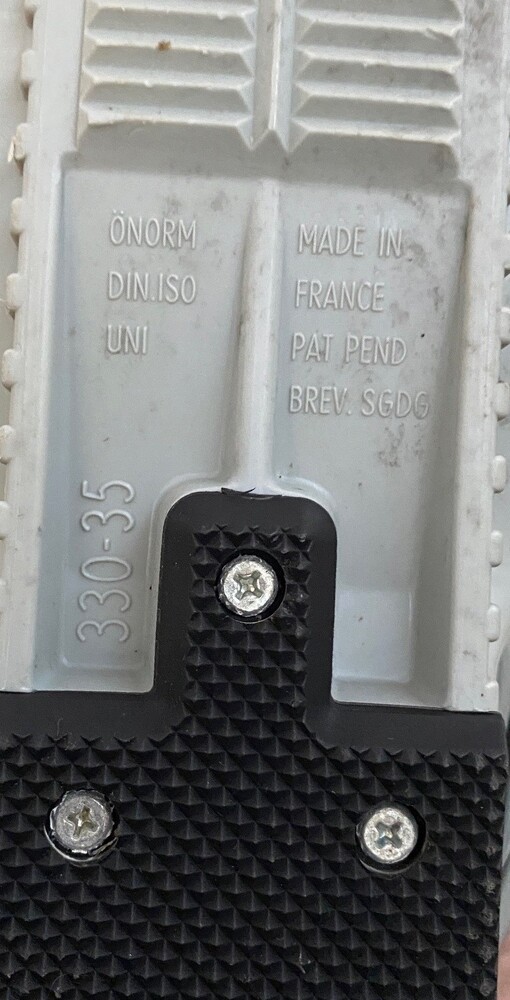 ÖNORM
DIN.ISO
UNI
MADE IN
FRANCE
PAT PEND
BREV. SGDG
330-35